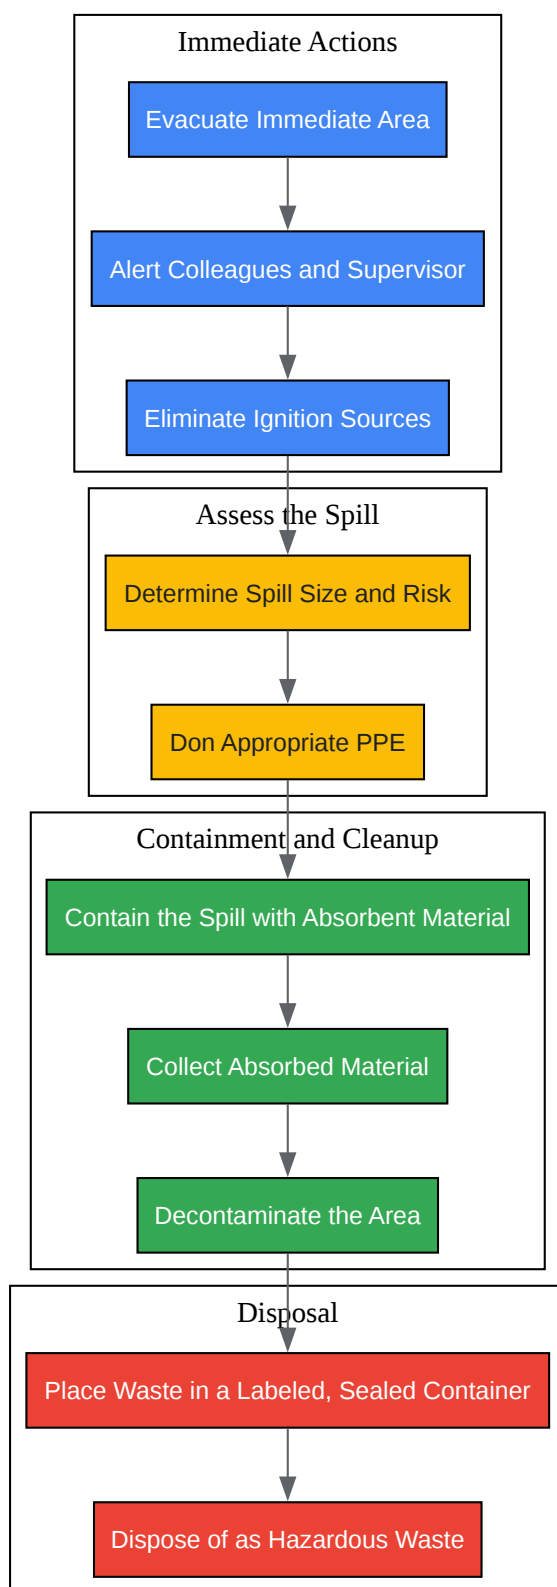 Immediate Actions
Evacuate Immediate Area
Alert Colleagues and Supervisor
Eliminate Ignition Sources
Assess the Spill
Determine Spill Size and Risk
Don Appropriate PPE
Containment and Cleanup
Contain the Spill with Absorbent Material
Collect Absorbed Material
Decontaminate the Area
Disposal
Place Waste in a Labeled, Sealed Container
Dispose of as Hazardous Waste